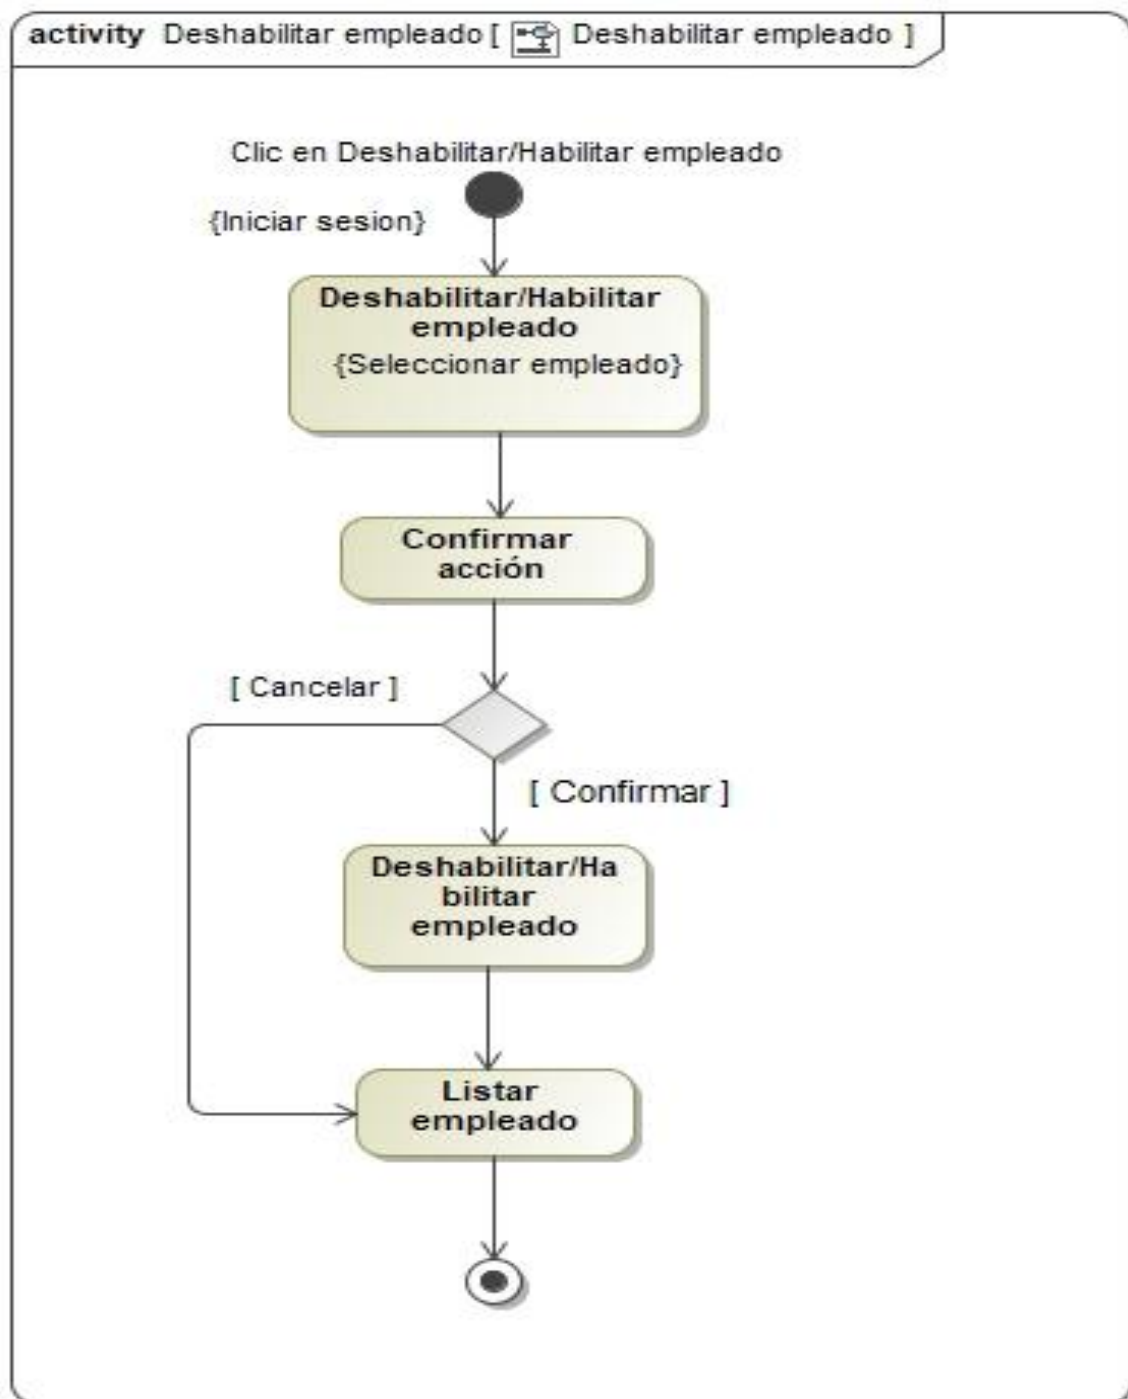 activity Deshabilitar empleado [ Deshabilitar empleado ]
Clic en Deshabilitar/Habilitar empleado
{Iniciar sesion}
Deshabilitar/Habilitar
empleado
{Seleccionar empleado}
Confirmar
acción
[ Cancelar ]
[ Confirmar ]
Deshabilitar/Ha
bilitar
empleado
Listar
empleado